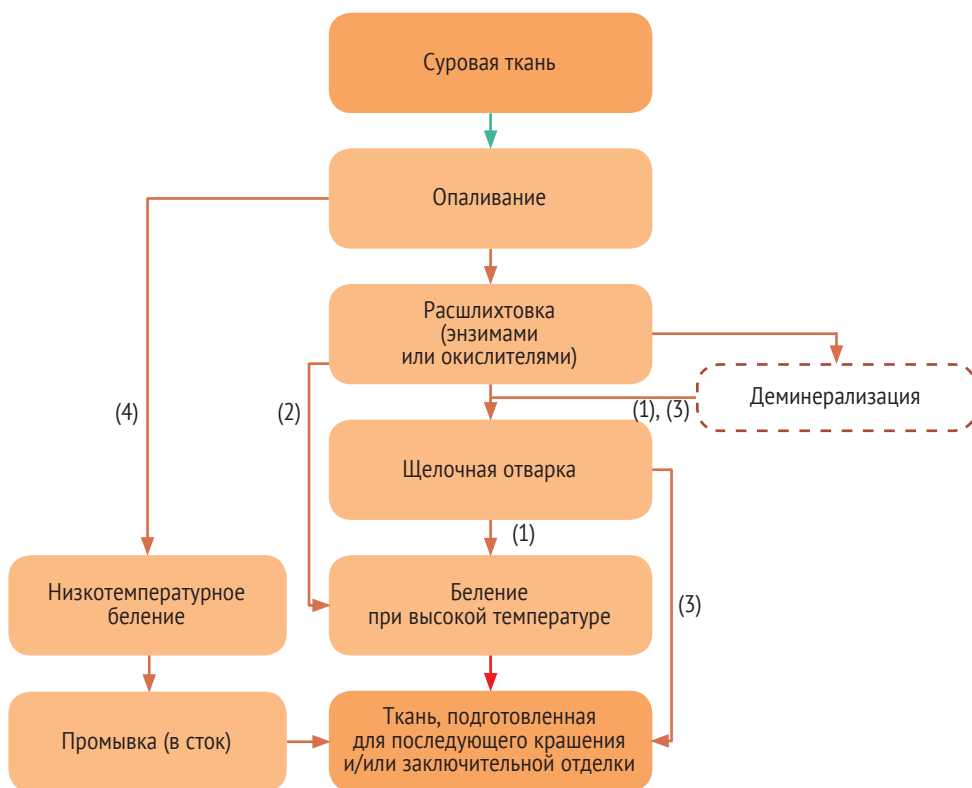 Суровая ткань
Опаливание
Расшлихтовка
(энзимами
или окислителями)
Деминерализация
(4)
(2)
(1), (3)
Щелочная отварка
(1)
Низкотемпературное
беление
Беление
при высокой температуре
(3)
Промывка (в сток)
Ткань, подготовленная
для последующего крашения
и/или заключительной отделки